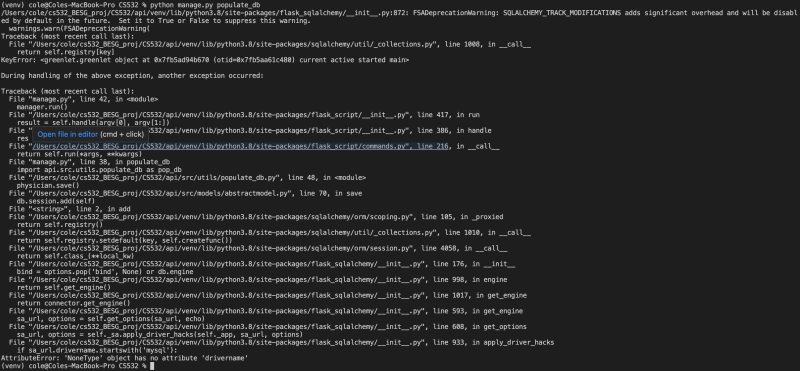 (venv) cole@Coles-MacBook-Pro CS532 % python manage.py populate_db
/Users/cole/cs532_BESG_proj/CS532/api/venv/lib/python3.8/site-packages/flask_sqlalchemy/__init__.py:872: FSADeprecationWarning: SQLALCHEMY_TRACK_MODIFICATIONS adds significant overhead and will be disabl
ed by default in the future.  Set it to True or False to suppress this warning.
  warnings.warn(FSADeprecationWarning(
Traceback (most recent call last):
  File "/Users/cole/cs532_BESG_proj/CS532/api/venv/lib/python3.8/site-packages/sqlalchemy/util/_collections.py", line 1008, in __call__
    return self.registry[key]
KeyError: <greenlet.greenlet object at 0x7fb5ad94b670 (otid=0x7fb5aa61c480) current active started main>
During handling of the above exception, another exception occurred:
Traceback (most recent call last):
  File "manage.py", line 42, in <module>
    manager.run()
  File "/Users/cole/cs532_BESG_proj/CS532/api/venv/lib/python3.8/site-packages/flask_script/__init__.py", line 417, in run
    result = self.handle(argv[0], argv[1:])
  File "/Users/cole/cs532_BESG_proj/CS532/api/venv/lib/python3.8/site-packages/flask_script/__init__.py", line 386, in handle
    res
Open file in editor (cmd + click)
  File "/Users/cole/cs532_BESG_proj/CS532/api/venv/lib/python3.8/site-packages/flask_script/commands.py", line 216, in __call__
    return self.run(*args, **kwargs)
  File "manage.py", line 38, in populate_db
    import api.src.utils.populate_db as pop_db
  File "/Users/cole/cs532_BESG_proj/CS532/api/src/utils/populate_db.py", line 48, in <module>
    physician.save()
  File "/Users/cole/cs532_BESG_proj/CS532/api/src/models/abstractmodel.py", line 70, in save
    db.session.add(self)
  File "<string>", line 2, in add
  File "/Users/cole/cs532_BESG_proj/CS532/api/venv/lib/python3.8/site-packages/sqlalchemy/orm/scoping.py", line 105, in _proxied
    return self.registry()
  File "/Users/cole/cs532_BESG_proj/CS532/api/venv/lib/python3.8/site-packages/sqlalchemy/util/_collections.py", line 1010, in __call__
    return self.registry.setdefault(key, self.createfunc())
  File "/Users/cole/cs532_BESG_proj/CS532/api/venv/lib/python3.8/site-packages/sqlalchemy/orm/session.py", line 4058, in __call__
    return self.class_(**local_kw)
  File "/Users/cole/cs532_BESG_proj/CS532/api/venv/lib/python3.8/site-packages/flask_sqlalchemy/__init__.py", line 176, in __init__
    bind = options.pop('bind', None) or db.engine
  File "/Users/cole/cs532_BESG_proj/CS532/api/venv/lib/python3.8/site-packages/flask_sqlalchemy/__init__.py", line 998, in engine
    return self.get_engine()
  File "/Users/cole/cs532_BESG_proj/CS532/api/venv/lib/python3.8/site-packages/flask_sqlalchemy/__init__.py", line 1017, in get_engine
    return connector.get_engine()
  File "/Users/cole/cs532_BESG_proj/CS532/api/venv/lib/python3.8/site-packages/flask_sqlalchemy/__init__.py", line 593, in get_engine
    sa_url, options = self.get_options(sa_url, echo)
  File "/Users/cole/cs532_BESG_proj/CS532/api/venv/lib/python3.8/site-packages/flask_sqlalchemy/__init__.py", line 608, in get_options
    sa_url, options = self._sa.apply_driver_hacks(self._app, sa_url, options)
  File "/Users/cole/cs532_BESG_proj/CS532/api/venv/lib/python3.8/site-packages/flask_sqlalchemy/__init__.py", line 933, in apply_driver_hacks
    if sa_url.drivername.startswith('mysql'):
AttributeError: 'NoneType' object has no attribute 'drivername'
(venv) cole@Coles-MacBook-Pro CS532 %